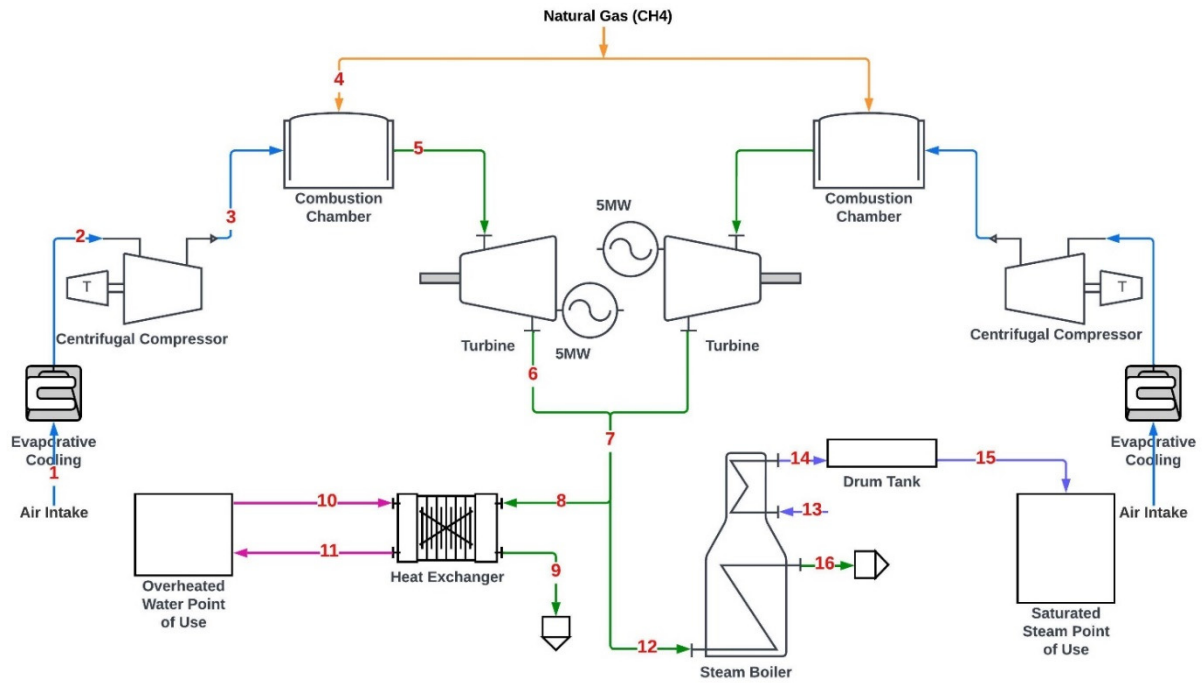 Natural Gas (CH4)
4
5
Combustion
Chamber
Combustion
Chamber
3
2
5MW
T
T
Centrifugal Compressor
Centrifugal Compressor
Turbine
5MW
Turbine
6
Evaporative
Cooling
1
Air Intake
Evaporative
Cooling
Air Intake
7
10
8
11
9
Heat Exchanger
Overheated
Water Point
of Use
12
Steam Boiler
14
13
16
Drum Tank
15
Saturated
Steam Point
of Use